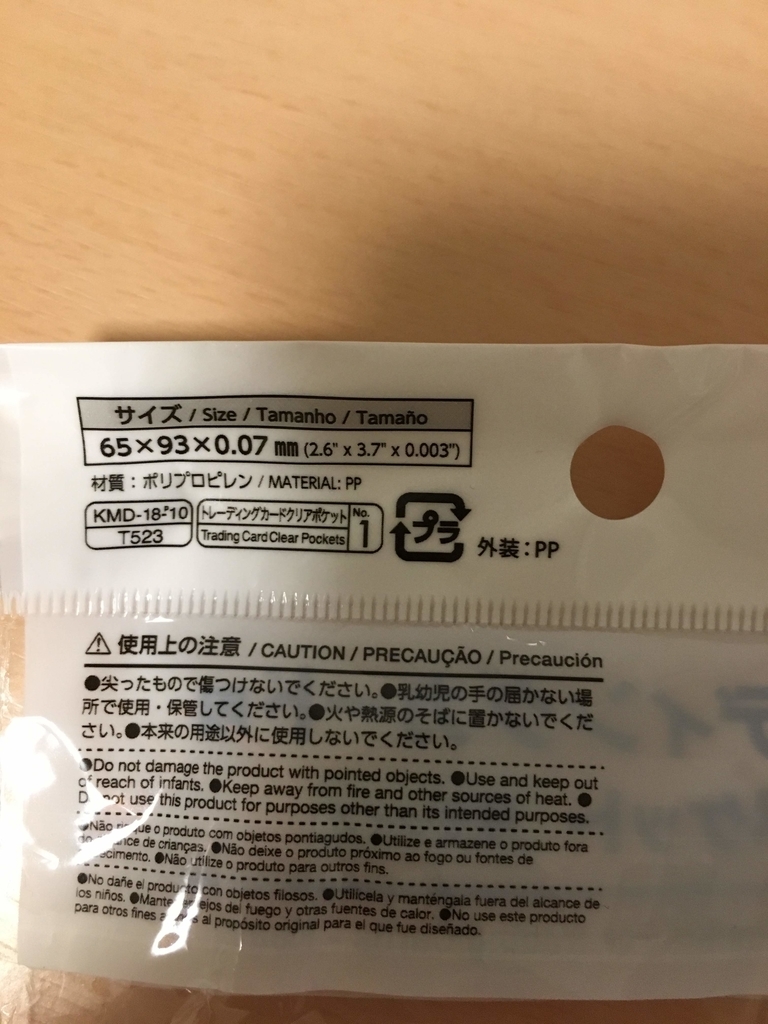 サイズ / Size / Tamanho / Tamaño
65×93×0.07 mm (2.6" x 3.7" x 0.003")
材質：ポリプロピレン / MATERIAL: PP
KMD-18-#10
T523
トレーディングカードクリアポケット
Trading Card Clear Pockets
No.
1
プラ
外装：PP
使用上の注意 / CAUTION / PRECAUÇÃO / Precaución
●尖ったもので傷つけないでください。●乳幼児の手の届かない場
所で使用・保管してください。●火や熱源のそばに置かないでくだ
さい。●本来の用途以外に使用しないでください。
●Do not damage the product with pointed objects. ●Use and keep out
of reach of infants. ●Keep away from fire and other sources of heat. ●
Do not use this product for purposes other than its intended purposes.
●Não o produto com objetos pontiagudos. ●Utilize e armazene o produto fora
do alcance de crianças. ●Não deixe o produto próximo ao fogo ou fontes de
●Não utilize o produto para outros fins.
●No dañe el producto con objetos filosos. ●Utilícela y manténgala fuera del alcance de
los niños. del fuego y otras fuentes de calor. ●No use este producto
para otros fines al propósito original para el que fue diseñado.